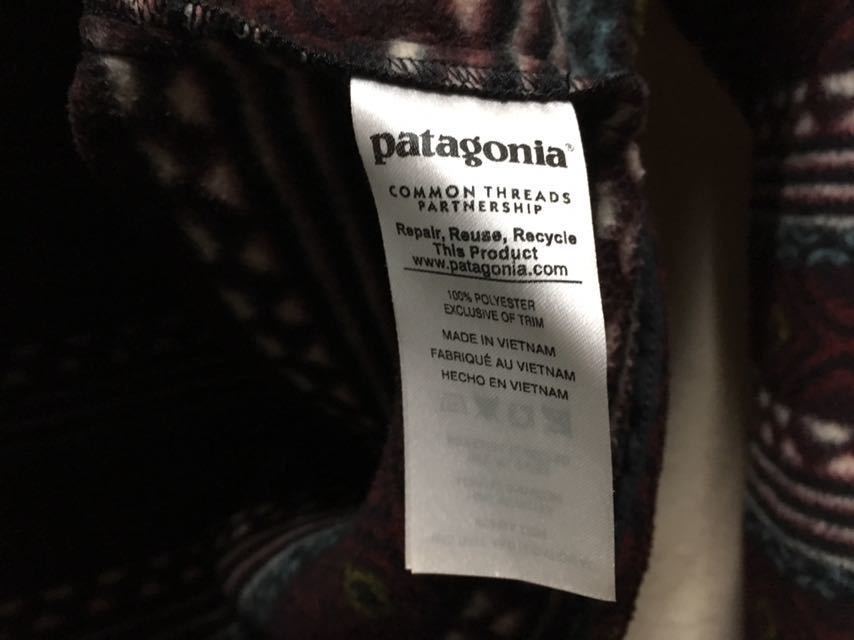 patagonia®
COMMON THREADS
PARTNERSHIP
Repair, Reuse, Recycle
This Product
www.patagonia.com
100% POLYESTER
EXCLUSIVE OF TRIM
MADE IN VIETNAM
FABRIQUÉ AU VIETNAM
HECHO EN VIETNAM